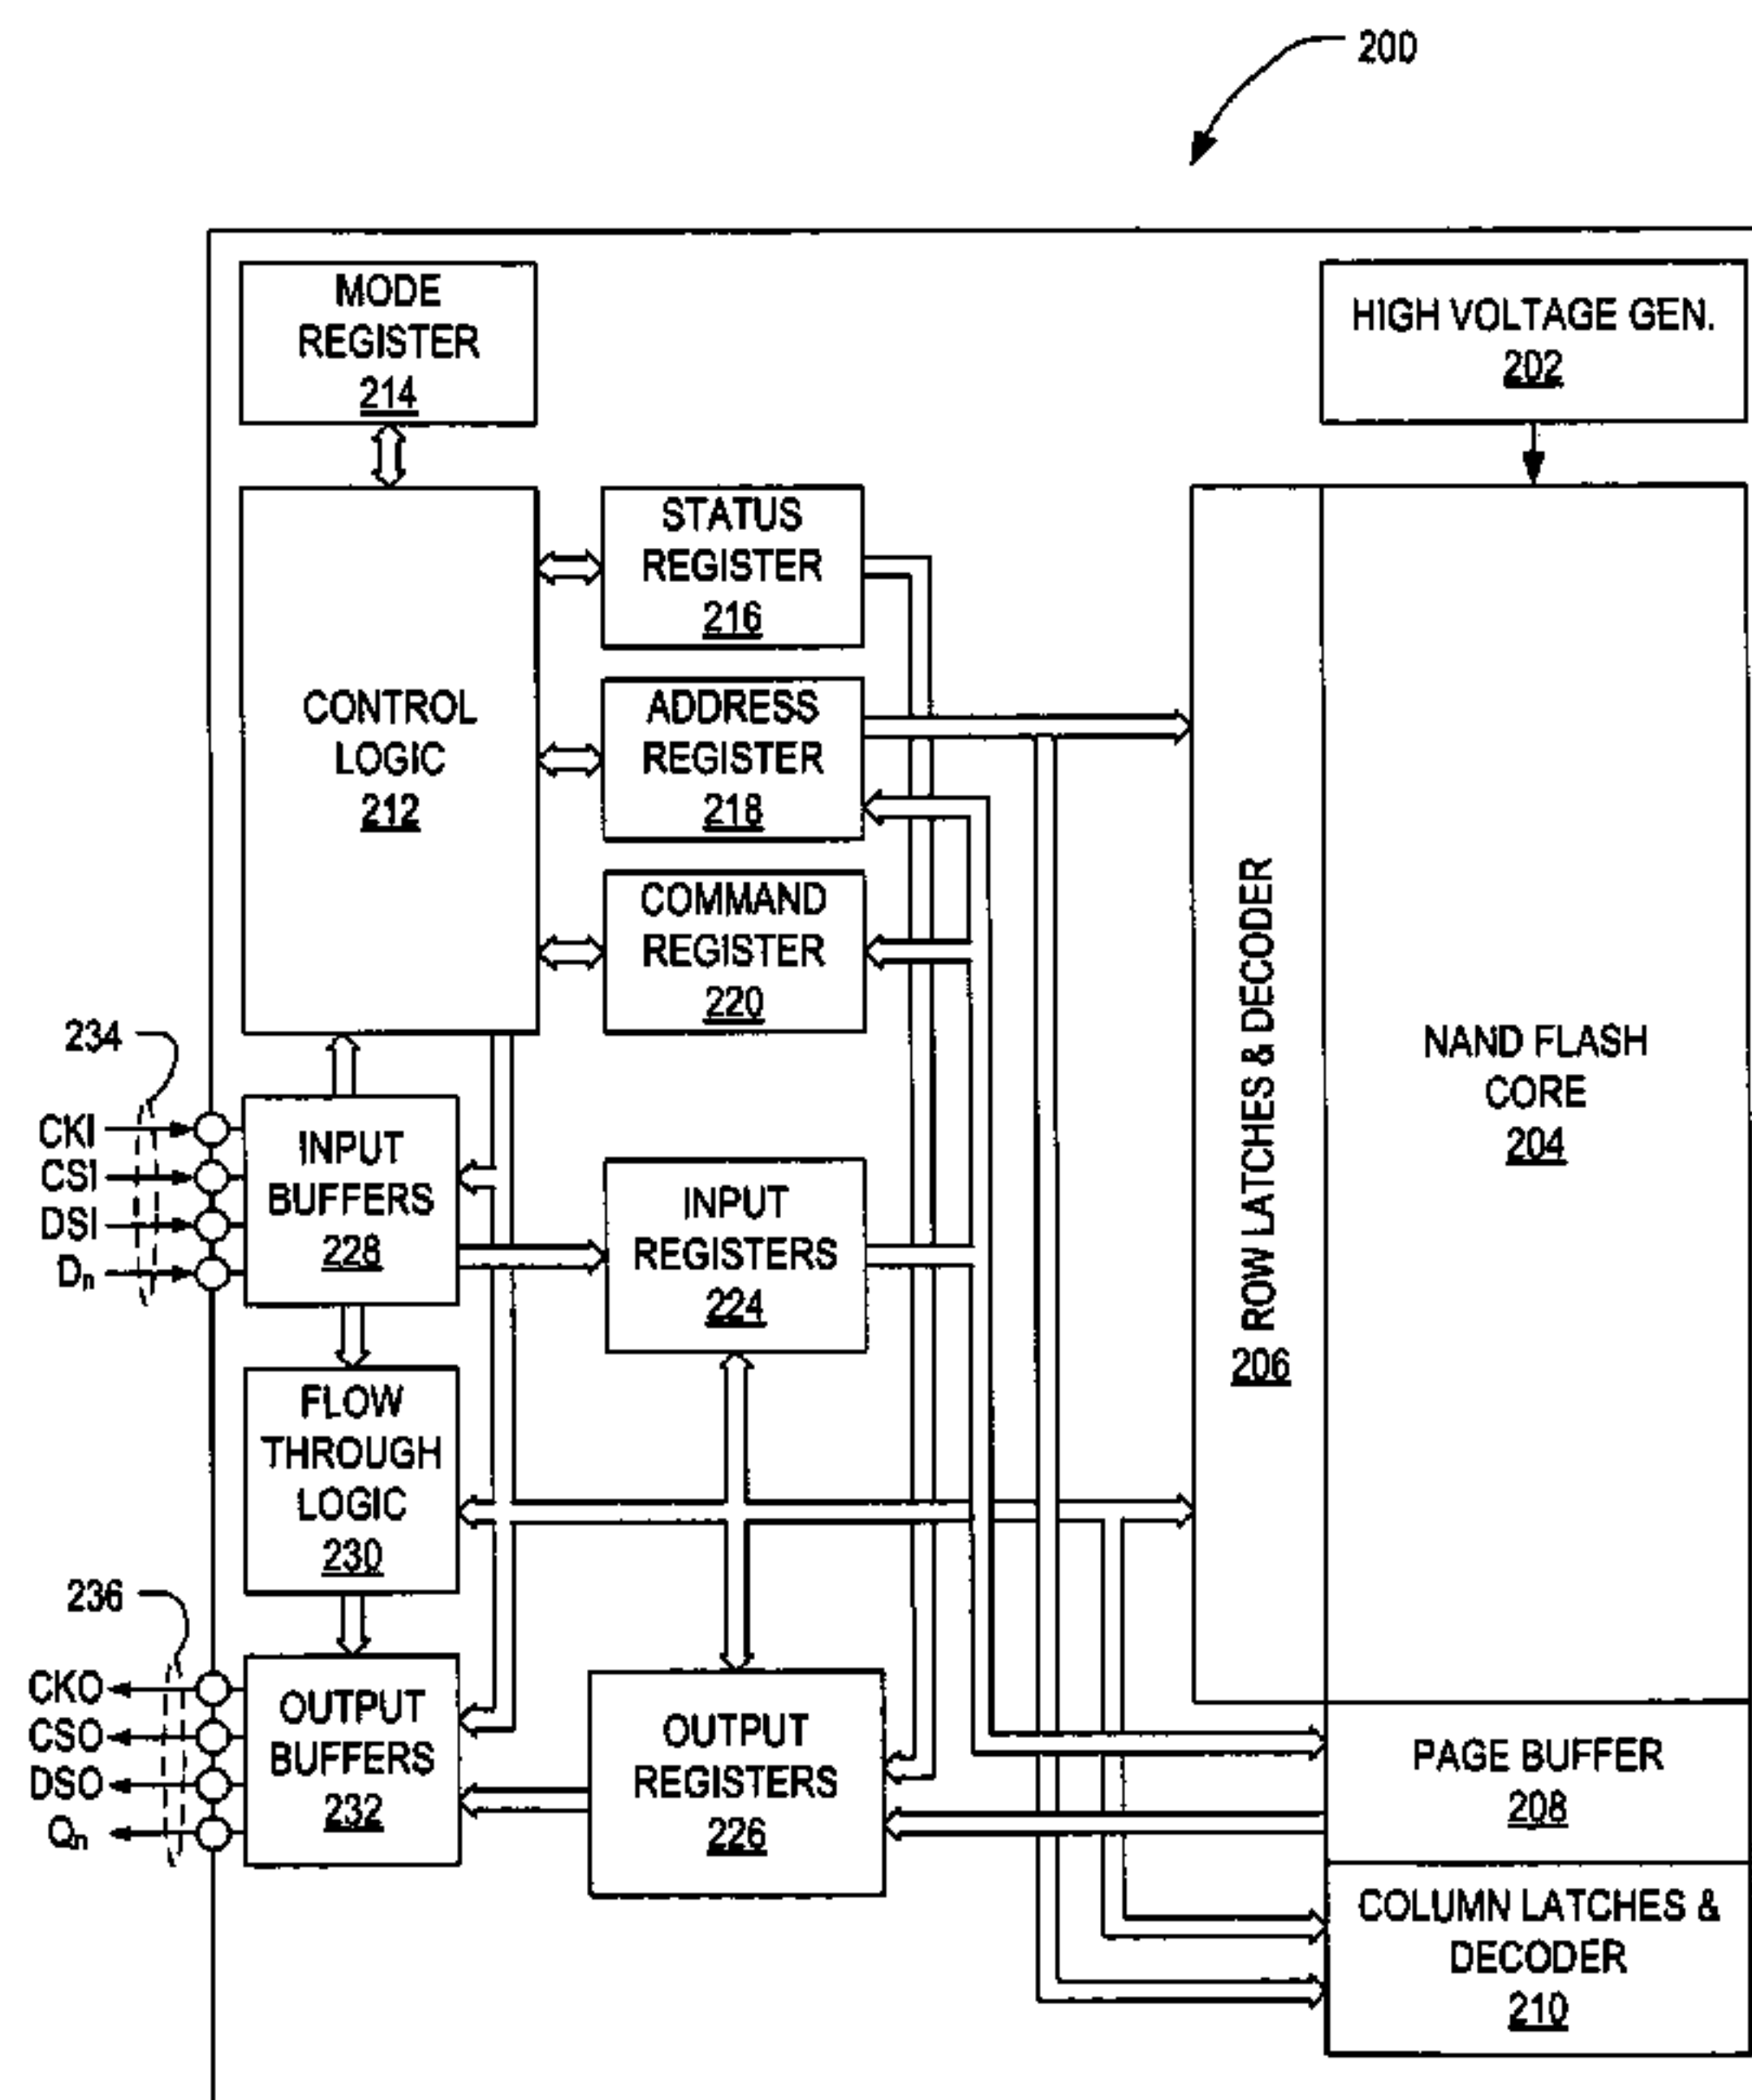 200
MODE
REGISTER
214
HIGH VOLTAGE GEN.
202
CONTROL
LOGIC
212
STATUS
REGISTER
216
ADDRESS
REGISTER
218
COMMAND
REGISTER
220
206 ROW LATCHES & DECODER
NAND FLASH
CORE
204
234
CKI
CSI
DSI
Dn
INPUT
BUFFERS
228
INPUT
REGISTERS
224
FLOW
THROUGH
LOGIC
230
236
CKO
CSO
DSO
Qn
OUTPUT
BUFFERS
232
OUTPUT
REGISTERS
226
PAGE BUFFER
208
COLUMN LATCHES &
DECODER
210